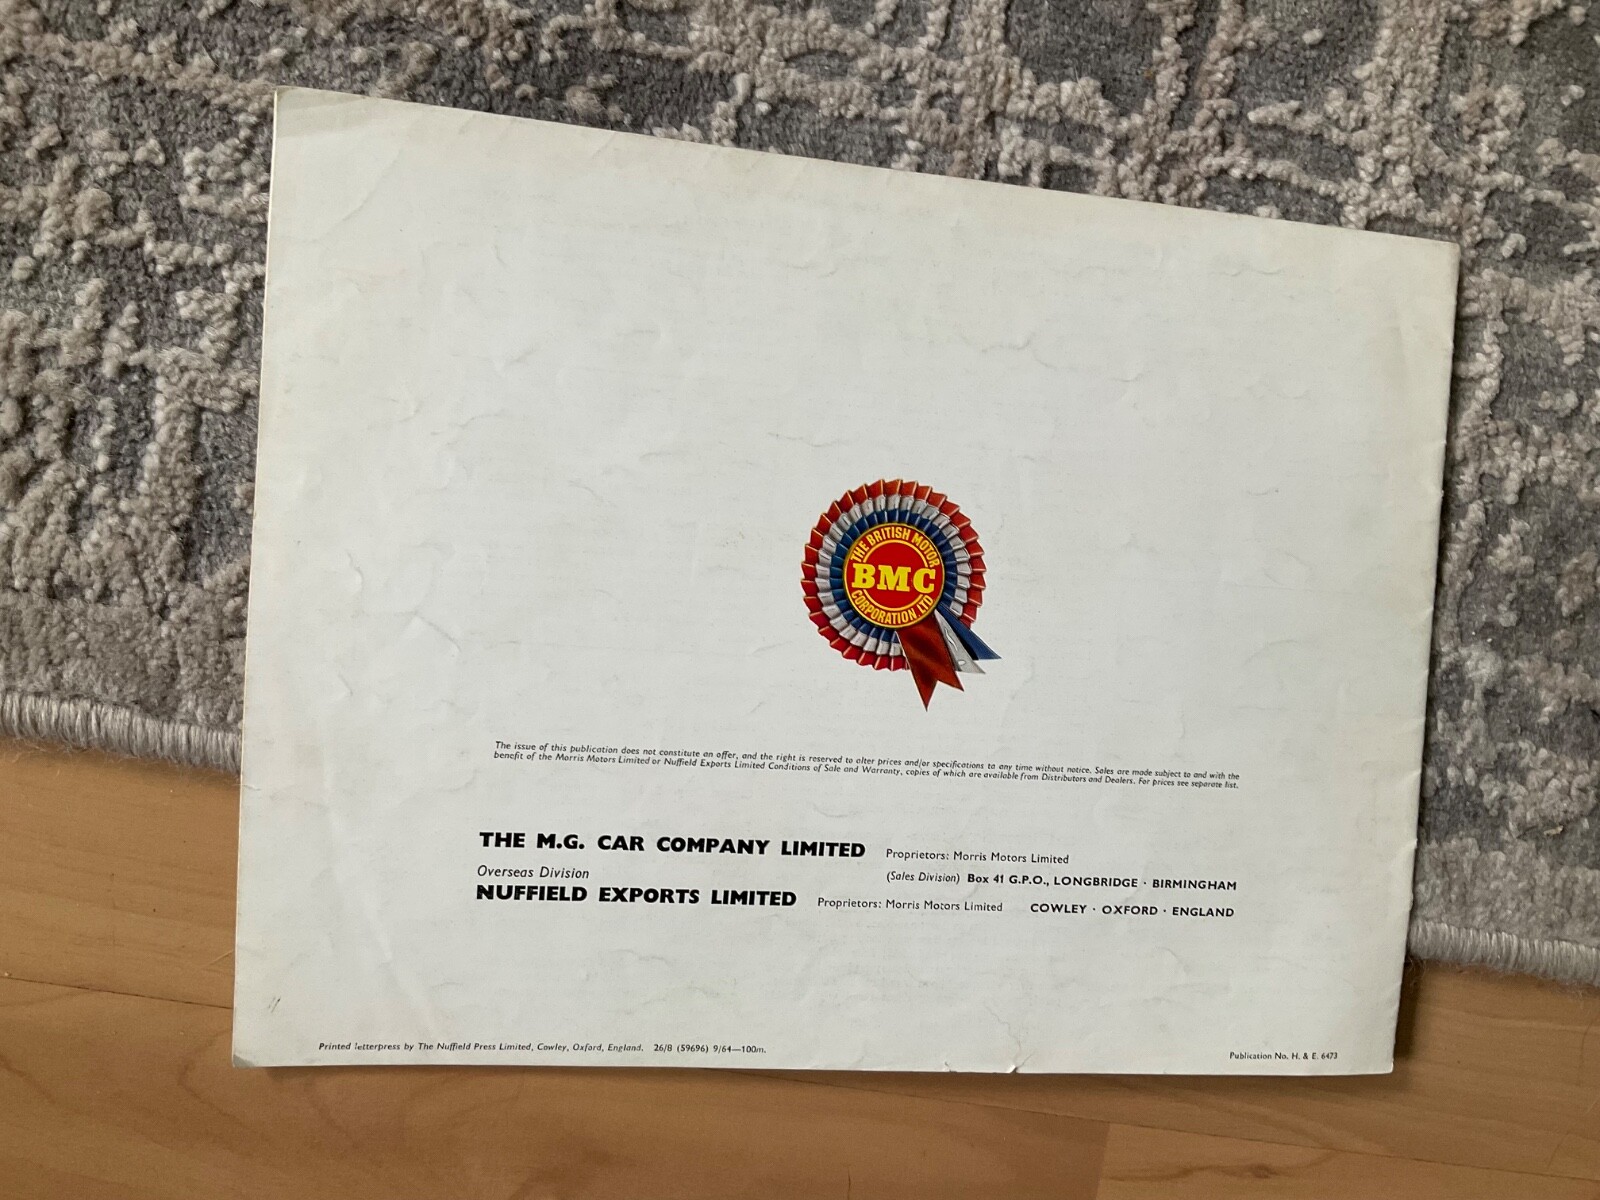 THE BRITISH MOTOR
BMC
CORPORATION LTD
The issue of this publication does not constitute an offer, and the right is reserved to alter prices and/or specifications to any time without notice. Sales are made subject to and with the
benefit of the Morris Motors Limited or Nuffield Exports Limited Conditions of Sale and Warranty, copies of which are available from Distributors and Dealers. For prices see separate list.
THE M.G. CAR COMPANY LIMITED Proprietors: Morris Motors Limited
(Sales Division) Box 41 G.P.O., LONGBRIDGE · BIRMINGHAM
Overseas Division
NUFFIELD EXPORTS LIMITED Proprietors: Morris Motors Limited COWLEY · OXFORD · ENGLAND
Printed letterpress by The Nuffield Press Limited, Cowley, Oxford, England. 26/8 (59696) 9/64—100m.
Publication No. H. & E. 6473